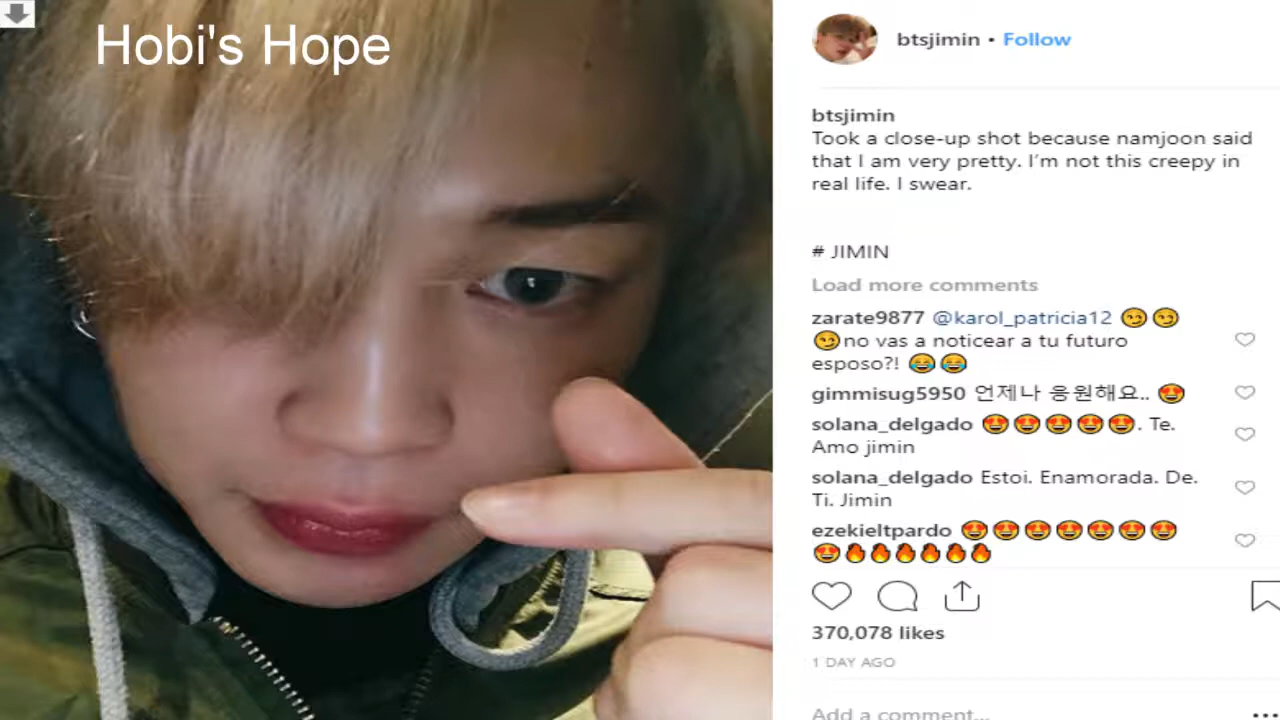 Hobi's Hope
btsjimin • Follow
btsjimin
Took a close-up shot because namjoon said
that I am very pretty. I'm not this creepy in
real life. I swear.
# JIMIN
Load more comments
zarate9877 @karol_patricia12 😏😏
😏no vas a noticear a tu futuro
esposo?! 😂😂
gimmisug5950 언제나 응원해요.. 😍
solana_delgado 😍😍😍😍😍. Te.
Amo jimin
solana_delgado Estoi. Enamorada. De.
Ti. Jimin
ezekieltpardo 😍😍😍😍😍😍😍
😍🔥🔥🔥🔥🔥🔥
370,078 likes
1 DAY AGO
Add a comment...